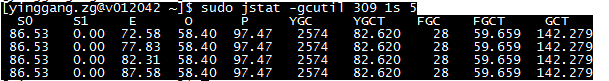 [yinggang.zg@v012042 ~]$ sudo jstat -gcutil 309 1s 5
S0 S1 E O P YGC YGCT FGC FGCT GCT
86.53 0.00 72.58 58.40 97.47 2574 82.620 28 59.659 142.279
86.53 0.00 77.83 58.40 97.47 2574 82.620 28 59.659 142.279
86.53 0.00 82.31 58.40 97.47 2574 82.620 28 59.659 142.279
86.53 0.00 87.58 58.40 97.47 2574 82.620 28 59.659 142.279